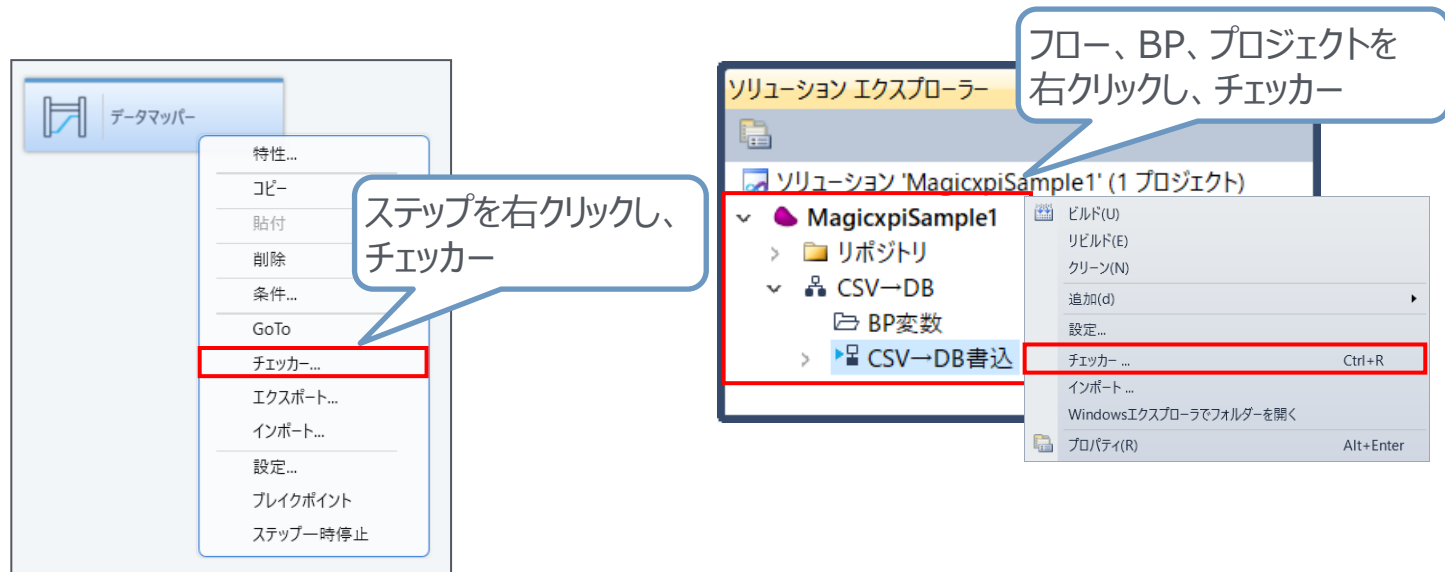 データマッパー
特性...
コピー
貼付
削除
条件...
GoTo
チェッカー...
エクスポート...
インポート...
設定...
ブレイクポイント
ステップ一時停止
ステップを右クリックし、
チェッカー
フロー、BP、プロジェクトを
右クリックし、チェッカー
ソリューション エクスプローラー
ソリューション 'MagicxpiSample1' (1 プロジェクト)
MagicxpiSample1
リポジトリ
CSV→DB
BP変数
CSV→DB書込
ビルド(U)
リビルド(E)
クリーン(N)
追加(d)
設定...
チェッカー ... Ctrl+R
インポート ...
Windowsエクスプローラでフォルダーを開く
プロパティ(R) Alt+Enter